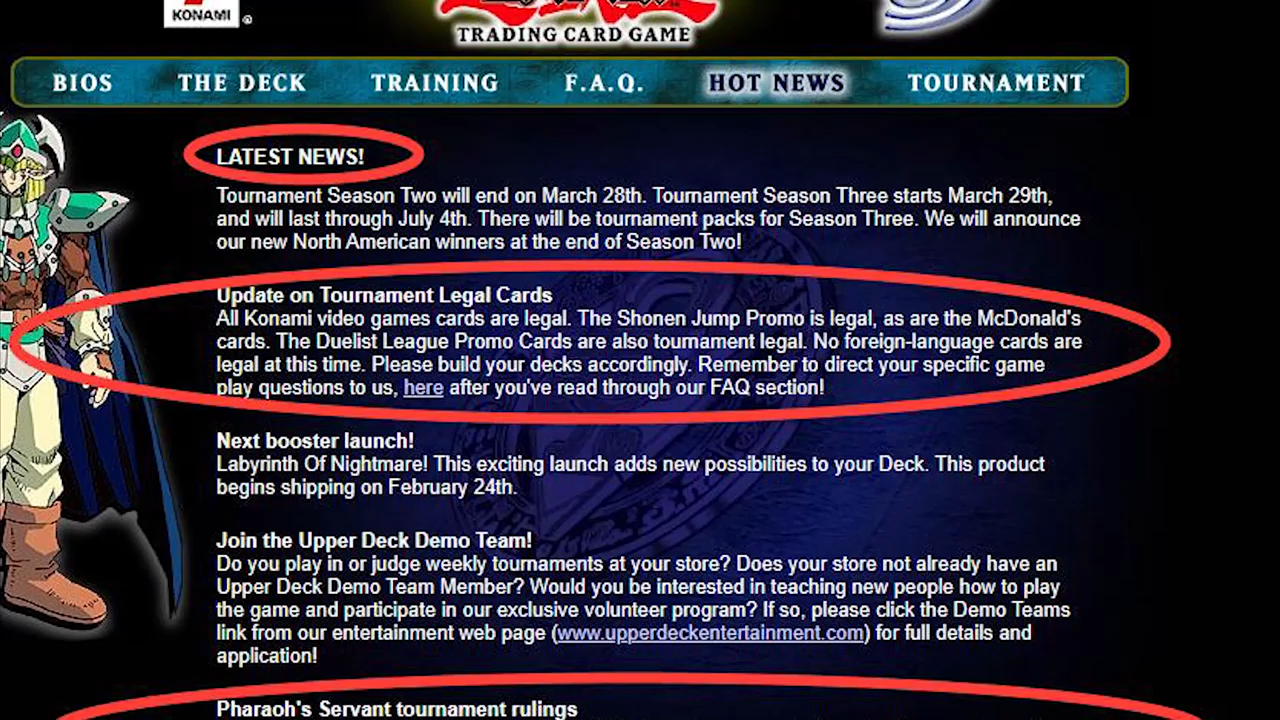 KONAMI
TRADING CARD GAME
BIOS THE DECK TRAINING F.A.Q. HOT NEWS TOURNAMENT
LATEST NEWS!
Tournament Season Two will end on March 28th. Tournament Season Three starts March 29th,
and will last through July 4th. There will be tournament packs for Season Three. We will announce
our new North American winners at the end of Season Two!
Update on Tournament Legal Cards
All Konami video games cards are legal. The Shonen Jump Promo is legal, as are the McDonald's
cards. The Duelist League Promo Cards are also tournament legal. No foreign-language cards are
legal at this time. Please build your decks accordingly. Remember to direct your specific game
play questions to us, here after you've read through our FAQ section!
Next booster launch!
Labyrinth Of Nightmare! This exciting launch adds new possibilities to your Deck. This product
begins shipping on February 24th.
Join the Upper Deck Demo Team!
Do you play in or judge weekly tournaments at your store? Does your store not already have an
Upper Deck Demo Team Member? Would you be interested in teaching new people how to play
the game and participate in our exclusive volunteer program? If so, please click the Demo Teams
link from our entertainment web page (www.upperdeckentertainment.com) for full details and
application!
Pharaoh's Servant tournament rulings